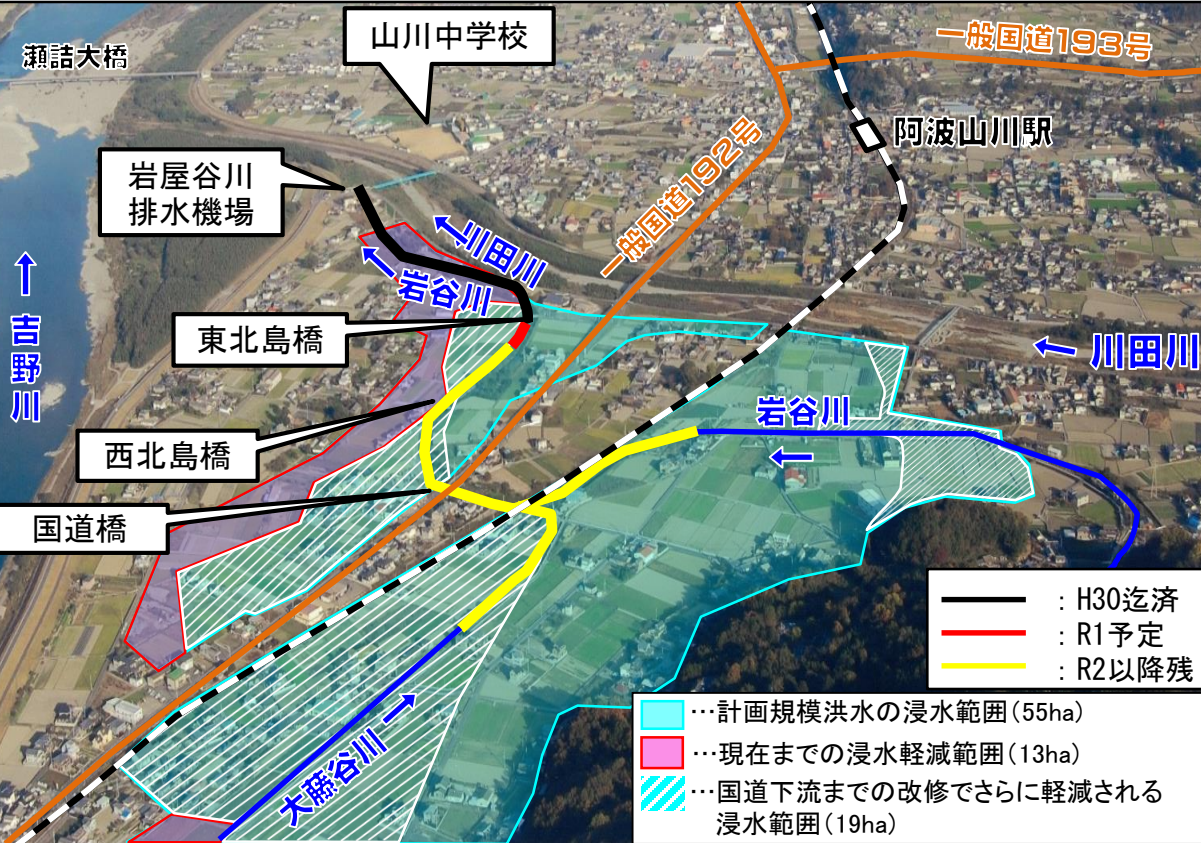 瀬詰大橋
山川中学校
一般国道193号
阿波山川駅
一般国道192号
岩屋谷川
排水機場
川田川
岩谷川
東北島橋
吉野川
川田川
岩谷川
西北島橋
国道橋
大藤谷川
：H30迄済
：R1予定
：R2以降残
…計画規模洪水の浸水範囲(55ha)
…現在までの浸水軽減範囲(13ha)
…国道下流までの改修でさらに軽減される
浸水範囲(19ha)